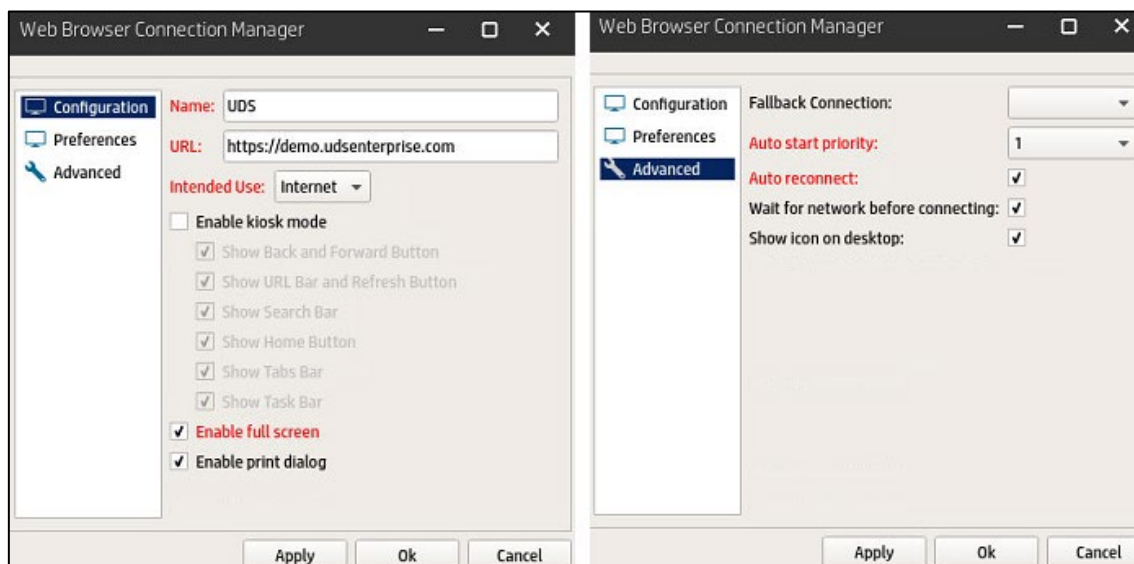 Web Browser Connection Manager
Configuration
Preferences
Advanced
Name: UDS
URL: https://demo.udsenterprise.com
Intended Use: Internet
Enable kiosk mode
Show Back and Forward Button
Show URL Bar and Refresh Button
Show Search Bar
Show Home Button
Show Tabs Bar
Show Task Bar
Enable full screen
Enable print dialog
Apply Ok Cancel
Web Browser Connection Manager
Configuration
Preferences
Advanced
Fallback Connection:
Auto start priority: 1
Auto reconnect:
Wait for network before connecting:
Show icon on desktop:
Apply Ok Cancel